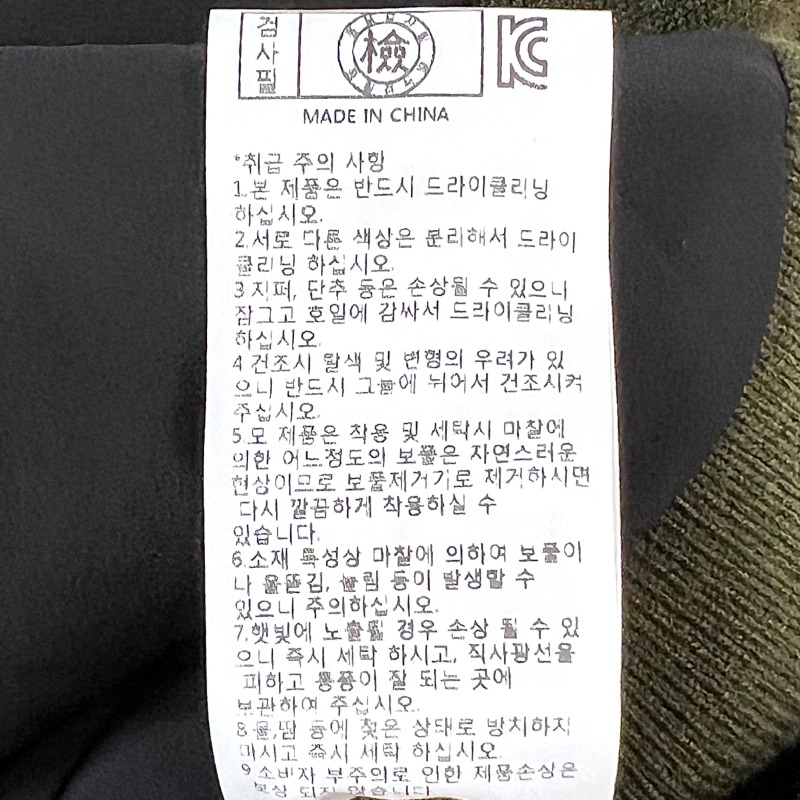 검사필
檢
MADE IN CHINA
*취급 주의 사항
1.본 제품은 반드시 드라이클리닝
하십시오.
2.서로 다른 색상은 분리해서 드라이
클리닝 하십시오.
3 지퍼, 단추 등은 손상될 수 있으니
잠그고 호일에 감싸서 드라이클리닝
하십시오.
4 건조시 탈색 및 변형의 우려가 있
으니 반드시 그늘에 뉘어서 건조시켜
주십시오.
5.모 제품은 착용 및 세탁시 마찰에
의한 어느정도의 보풀은 자연스러운
현상이므로 보풀제거기로 제거하시면
다시 깔끔하게 착용하실 수
있습니다.
6.소재 특성상 마찰에 의하여 보풀이
나 올뜯김, 눌림 등이 발생할 수
있으니 주의하십시오.
7.햇빛에 노출될 경우 손상 될 수 있
으니 즉시 세탁 하시고, 직사광선을
피하고 통풍이 잘 되는 곳에
보관하여 주십시오.
8.물,땀 등에 젖은 상태로 방치하지
마시고 즉시 세탁 하십시오.
9.소비자 부주의로 인한 제품손상은
보상 되지 않습니다.